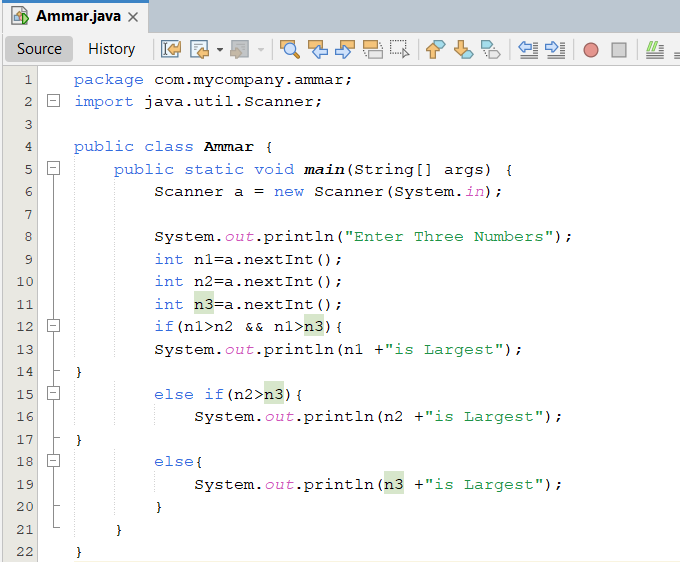 Ammar.java
Source History
1 package com.mycompany.ammar;
2 import java.util.Scanner;
3
4 public class Ammar {
5     public static void main(String[] args) {
6         Scanner a = new Scanner(System.in);
7
8         System.out.println("Enter Three Numbers");
9         int n1=a.nextInt();
10         int n2=a.nextInt();
11         int n3=a.nextInt();
12         if(n1>n2 && n1>n3){
13         System.out.println(n1 +"is Largest");
14 }
15         else if(n2>n3){
16             System.out.println(n2 +"is Largest");
17 }
18         else{
19             System.out.println(n3 +"is Largest");
20         }
21     }
22 }